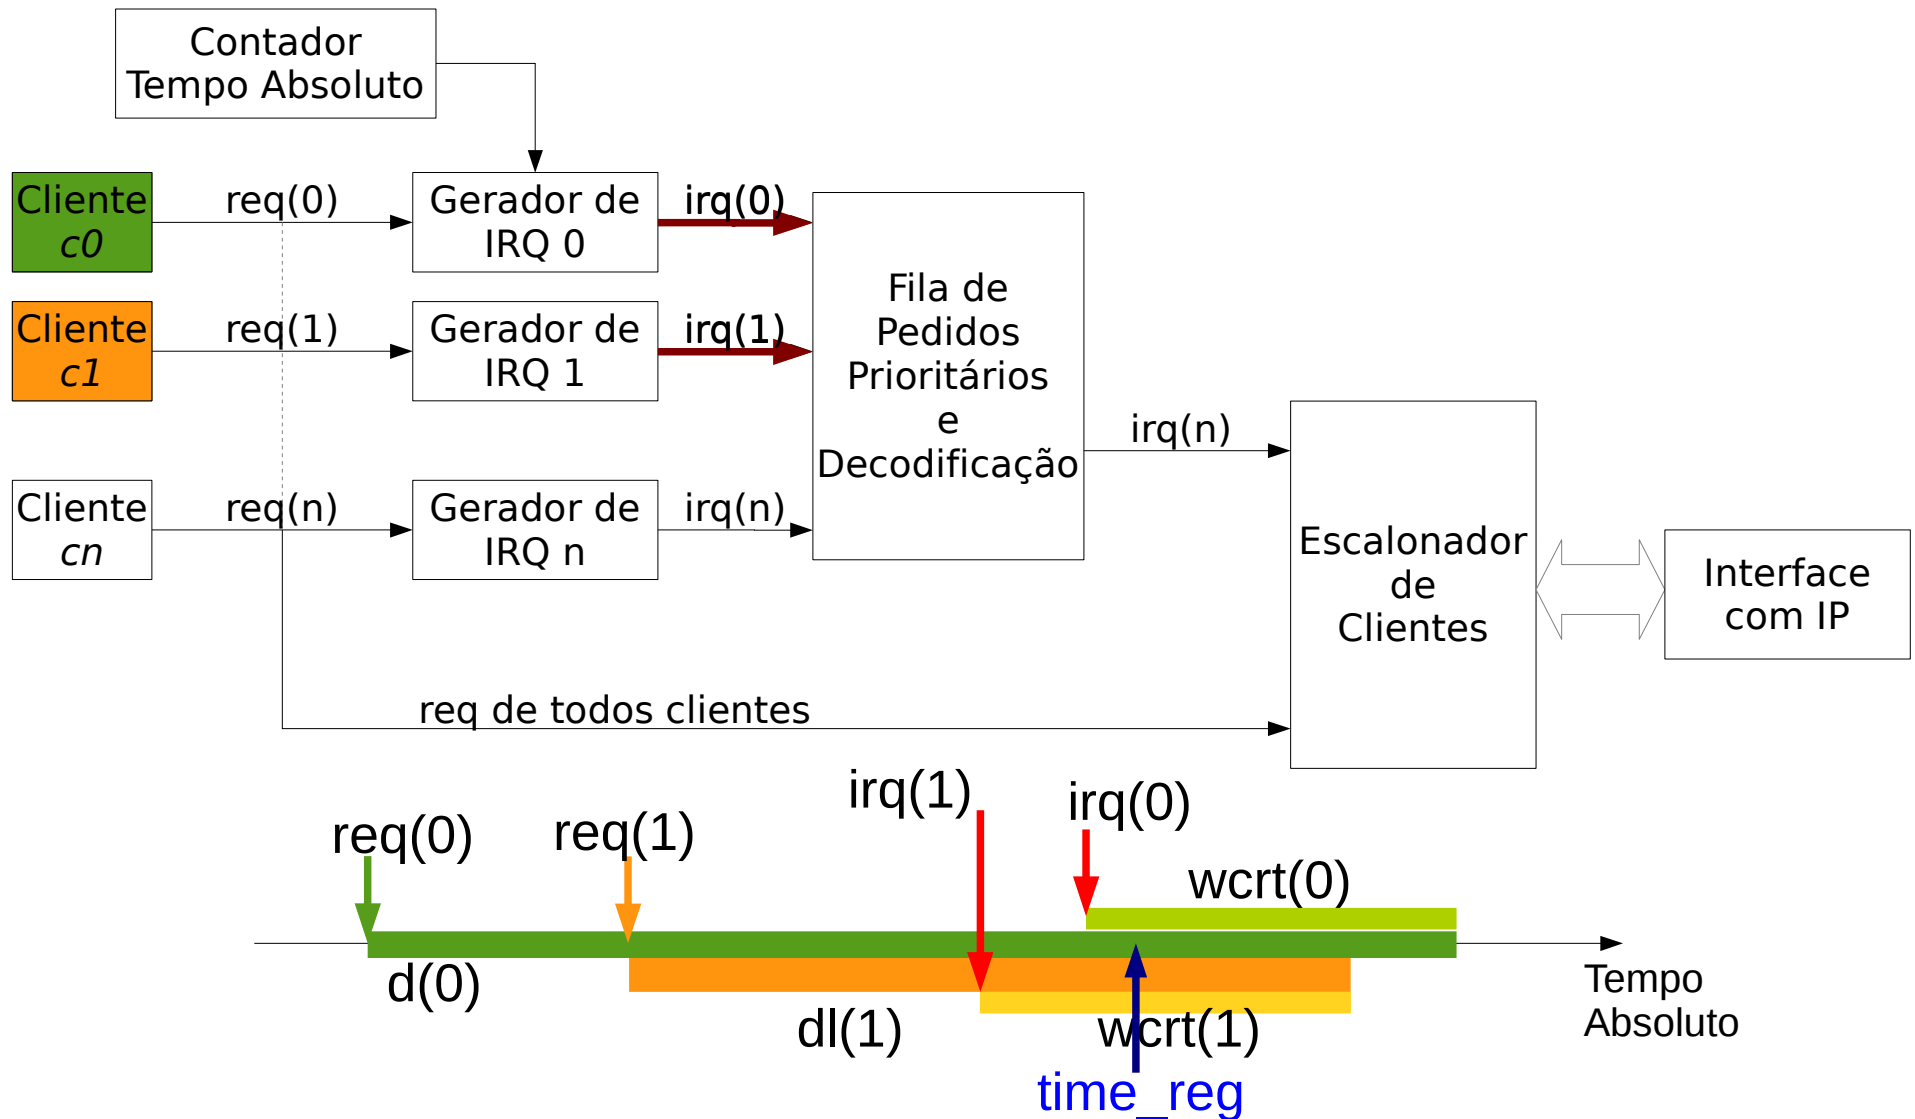 Contador
Tempo Absoluto
Cliente
c0
req(0)
Gerador de
IRQ 0
irq(0)
Cliente
c1
req(1)
Gerador de
IRQ 1
irq(1)
Cliente
cn
req(n)
Gerador de
IRQ n
irq(n)
Fila de
Pedidos
Prioritários
e
Decodificação
irq(n)
Escalonador
de
Clientes
Interface
com IP
req de todos clientes
req(0)
req(1)
irq(1)
irq(0)
wcrt(0)
d(0)
dl(1)
wcrt(1)
time_reg
Tempo
Absoluto